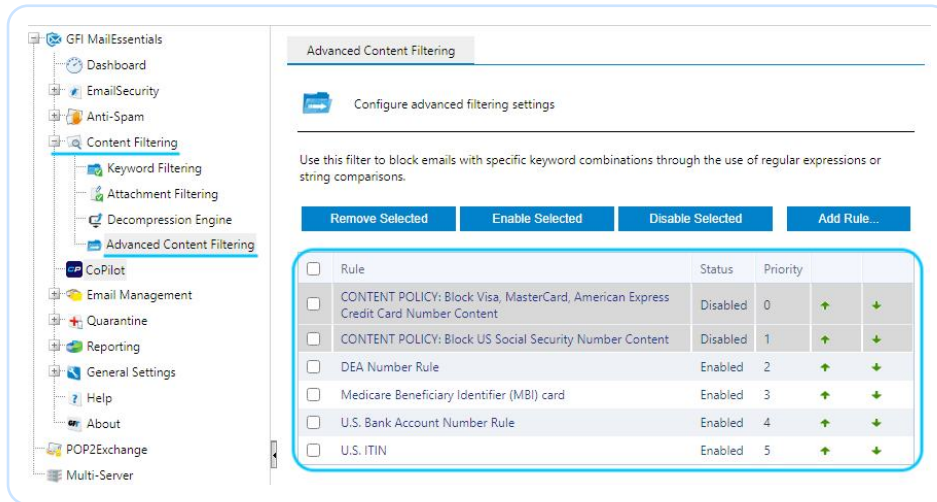 GFI MailEssentials
Dashboard
EmailSecurity
Anti-Spam
Content Filtering
Keyword Filtering
Attachment Filtering
Decompression Engine
Advanced Content Filtering
CP CoPilot
Email Management
Quarantine
Reporting
General Settings
? Help
GFI About
POP2Exchange
Multi-Server
Advanced Content Filtering
Configure advanced filtering settings
Use this filter to block emails with specific keyword combinations through the use of regular expressions or
string comparisons.
Remove Selected Enable Selected Disable Selected Add Rule...
Rule Status Priority
CONTENT POLICY: Block Visa, MasterCard, American Express
Credit Card Number Content Disabled 0
CONTENT POLICY: Block US Social Security Number Content Disabled 1
DEA Number Rule Enabled 2
Medicare Beneficiary Identifier (MBI) card Enabled 3
U.S. Bank Account Number Rule Enabled 4
U.S. ITIN Enabled 5